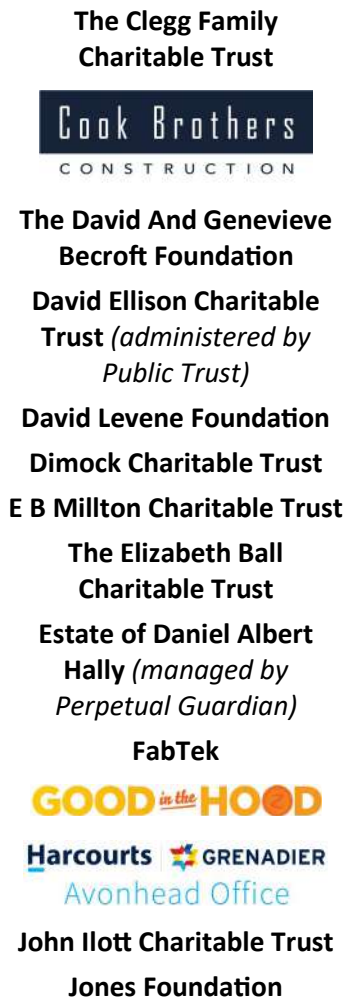 The Clegg Family
Charitable Trust
Cook Brothers
CONSTRUCTION
The David And Genevieve
Becroft Foundation
David Ellison Charitable
Trust (administered by
Public Trust)
David Levene Foundation
Dimock Charitable Trust
E B Millton Charitable Trust
The Elizabeth Ball
Charitable Trust
Estate of Daniel Albert
Hally (managed by
Perpetual Guardian)
FabTek
GOOD in the HOOD
Harcourts GRENADIER
Avonhead Office
John Ilott Charitable Trust
Jones Foundation